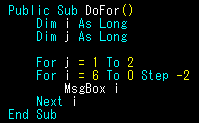 Public Sub DoFor()
    Dim i As Long
    Dim j As Long

    For j = 1 To 2
    For i = 6 To 0 Step -2
        MsgBox i
    Next i
End Sub